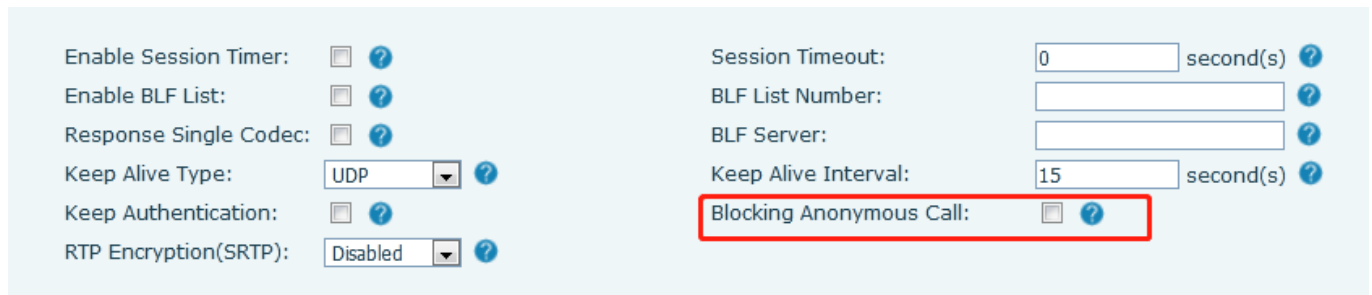 Enable Session Timer: ? Session Timeout: 0 second(s) ?
Enable BLF List: ? BLF List Number: ?
Response Single Codec: ? BLF Server: ?
Keep Alive Type: UDP ? Keep Alive Interval: 15 second(s) ?
Keep Authentication: ? Blocking Anonymous Call: ?
RTP Encryption(SRTP): Disabled ?